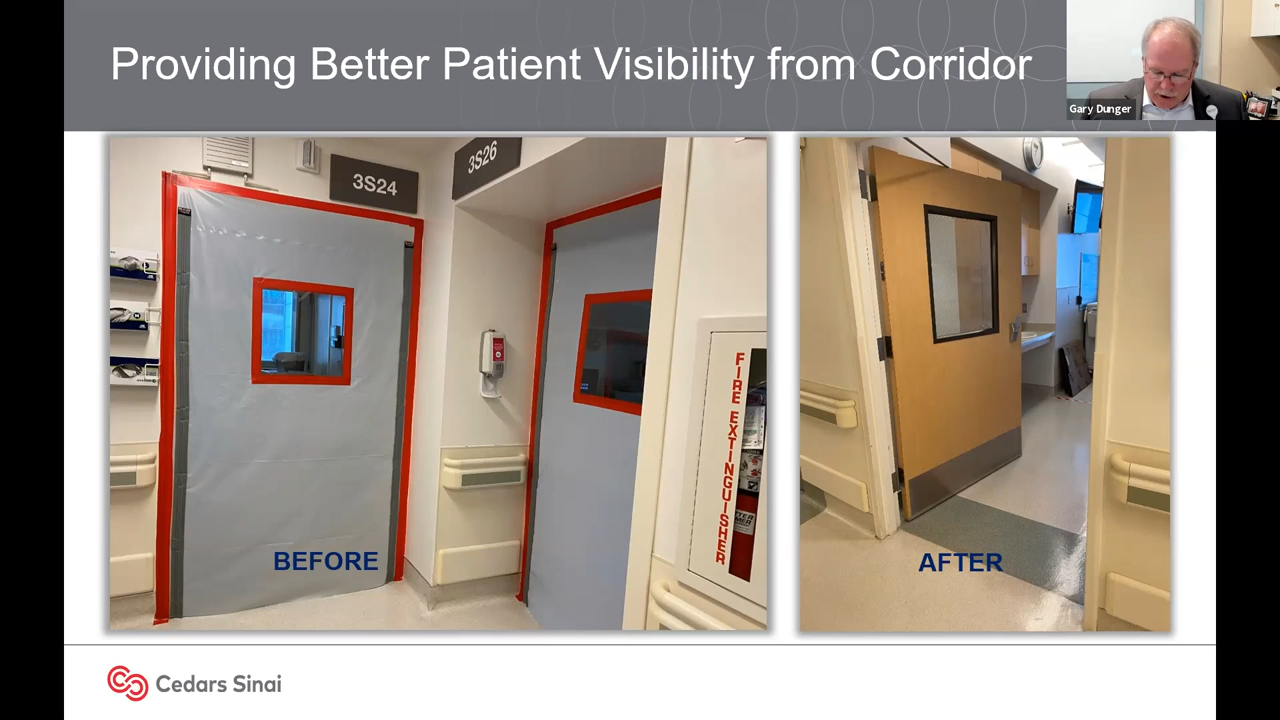 Providing Better Patient Visibility from Corridor
Gary Dunger
3S24
3S26
FIRE EXTINGUISHER
BEFORE
AFTER
Cedars Sinai